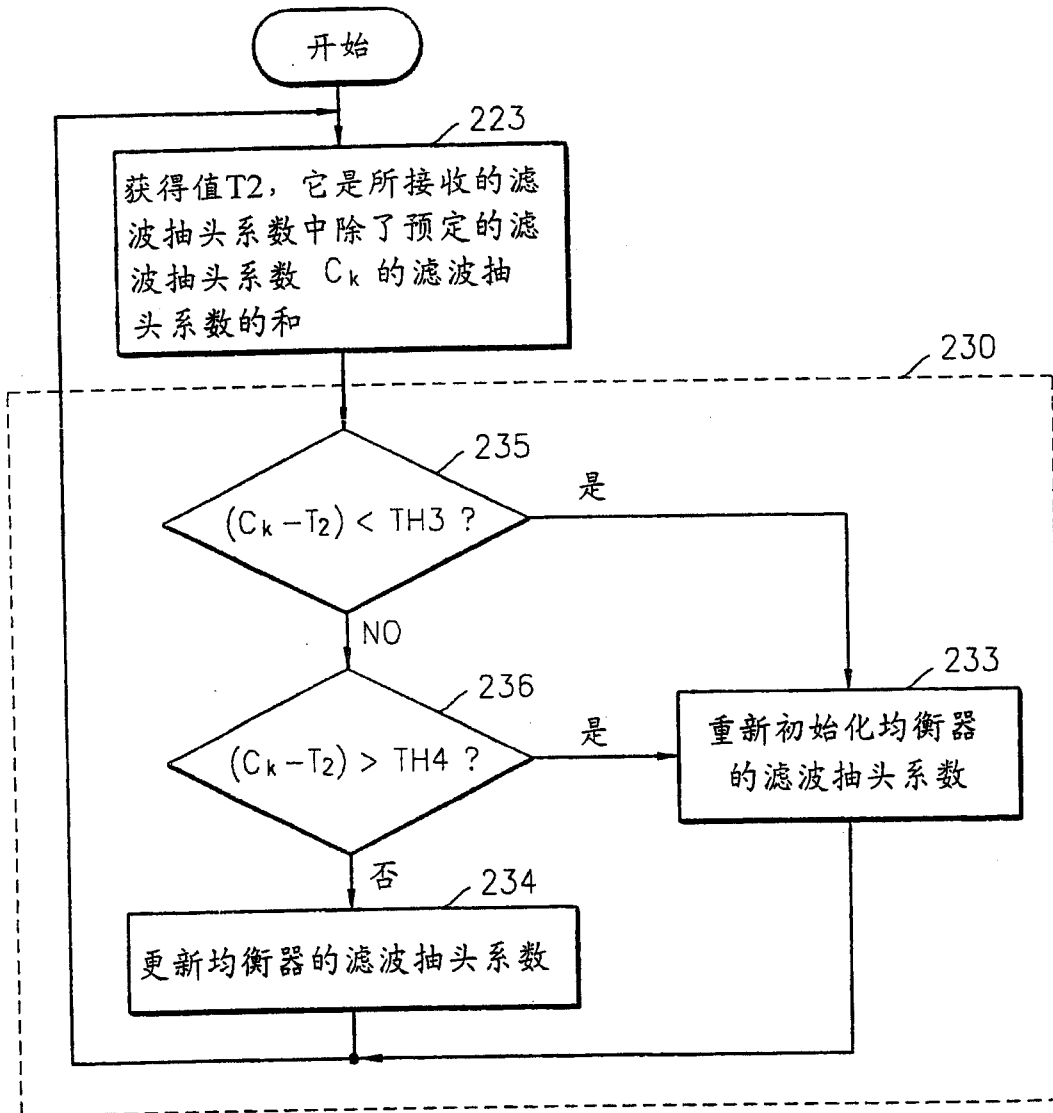 开始
223
获得值T2，它是所接收的滤
波抽头系数中除了预定的滤
波抽头系数 Ck 的滤波抽
头系数的和
230
235
是
(Ck-T2) < TH3 ?
NO
236
233
(Ck-T2) > TH4 ?
是
重新初始化均衡器
的滤波抽头系数
否
234
更新均衡器的滤波抽头系数